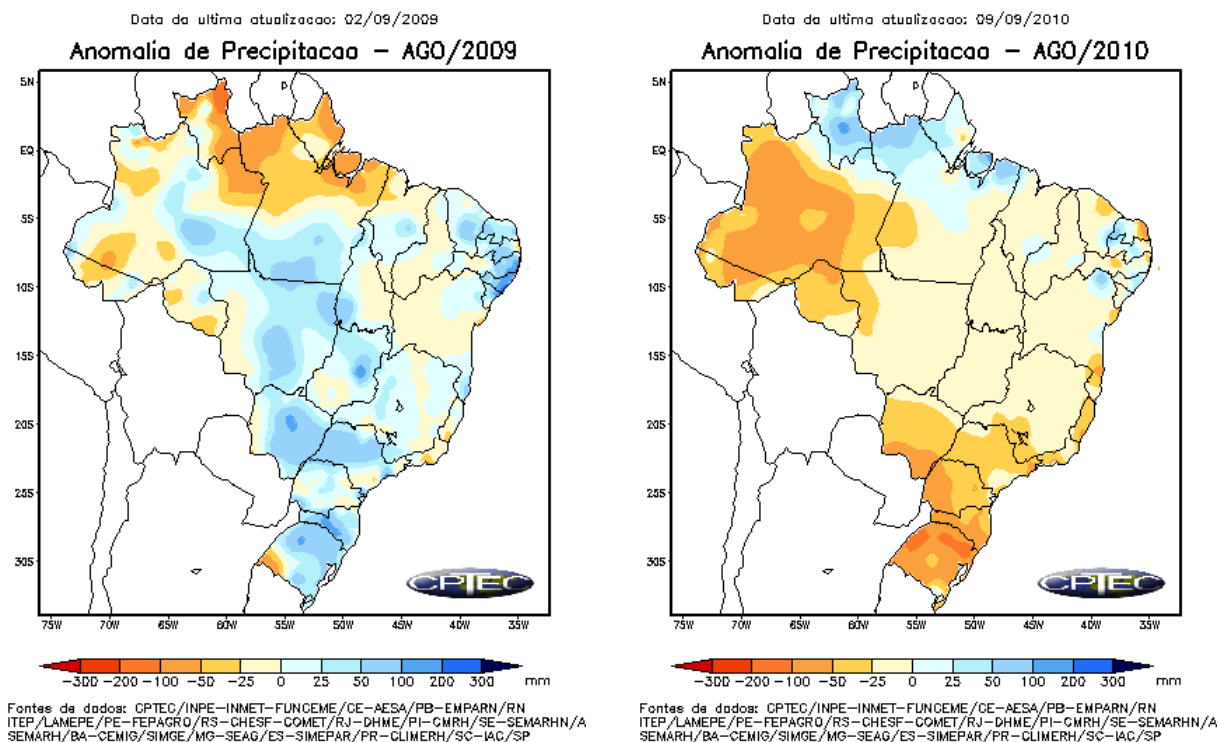 Data da ultima atualizacao: 02/09/2009
Anomalia de Precipitacao – AGO/2009
5N
EQ
5S
10S
15S
20S
25S
30S
75W 70W 65W 60W 55W 50W 45W 40W 35W
CPTEC
−300 −200 −100 −50 −25 0 25 50 100 200 300 mm
Fontes de dados: CPTEC/INPE−INMET−FUNCEME/CE−AESA/PB−EMPARN/RN
ITEP/LAMEPE/PE−FEPAGRO/RS−CHESF−COMET/RJ−DHME/PI−CMRH/SE−SEMARHN/A
SEMARH/BA−CEMIG/SIMGE/MG−SEAG/ES−SIMEPAR/PR−CLIMERH/SC−IAC/SP
Data da ultima atualizacao: 09/09/2010
Anomalia de Precipitacao – AGO/2010
5N
EQ
5S
10S
15S
20S
25S
30S
75W 70W 65W 60W 55W 50W 45W 40W 35W
CPTEC
−300 −200 −100 −50 −25 0 25 50 100 200 300 mm
Fontes de dados: CPTEC/INPE−INMET−FUNCEME/CE−AESA/PB−EMPARN/RN
ITEP/LAMEPE/PE−FEPAGRO/RS−CHESF−COMET/RJ−DHME/PI−CMRH/SE−SEMARHN/A
SEMARH/BA−CEMIG/SIMGE/MG−SEAG/ES−SIMEPAR/PR−CLIMERH/SC−IAC/SP